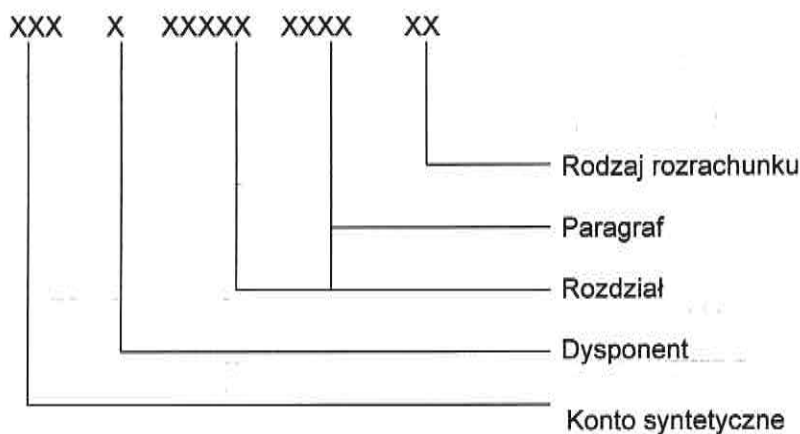 XXX X XXXXX XXXX XX
Rodzaj rozrachunku
Paragraf
Rozdział
Dysponent
Konto syntetyczne